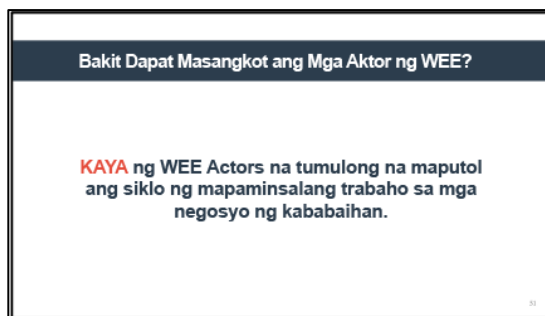 Bakit Dapat Masangkot ang Mga Aktor ng WEE?
KAYA ng WEE Actors na tumulong na maputol
ang siklo ng mapaminsalang trabaho sa mga
negosyo ng kababaihan.